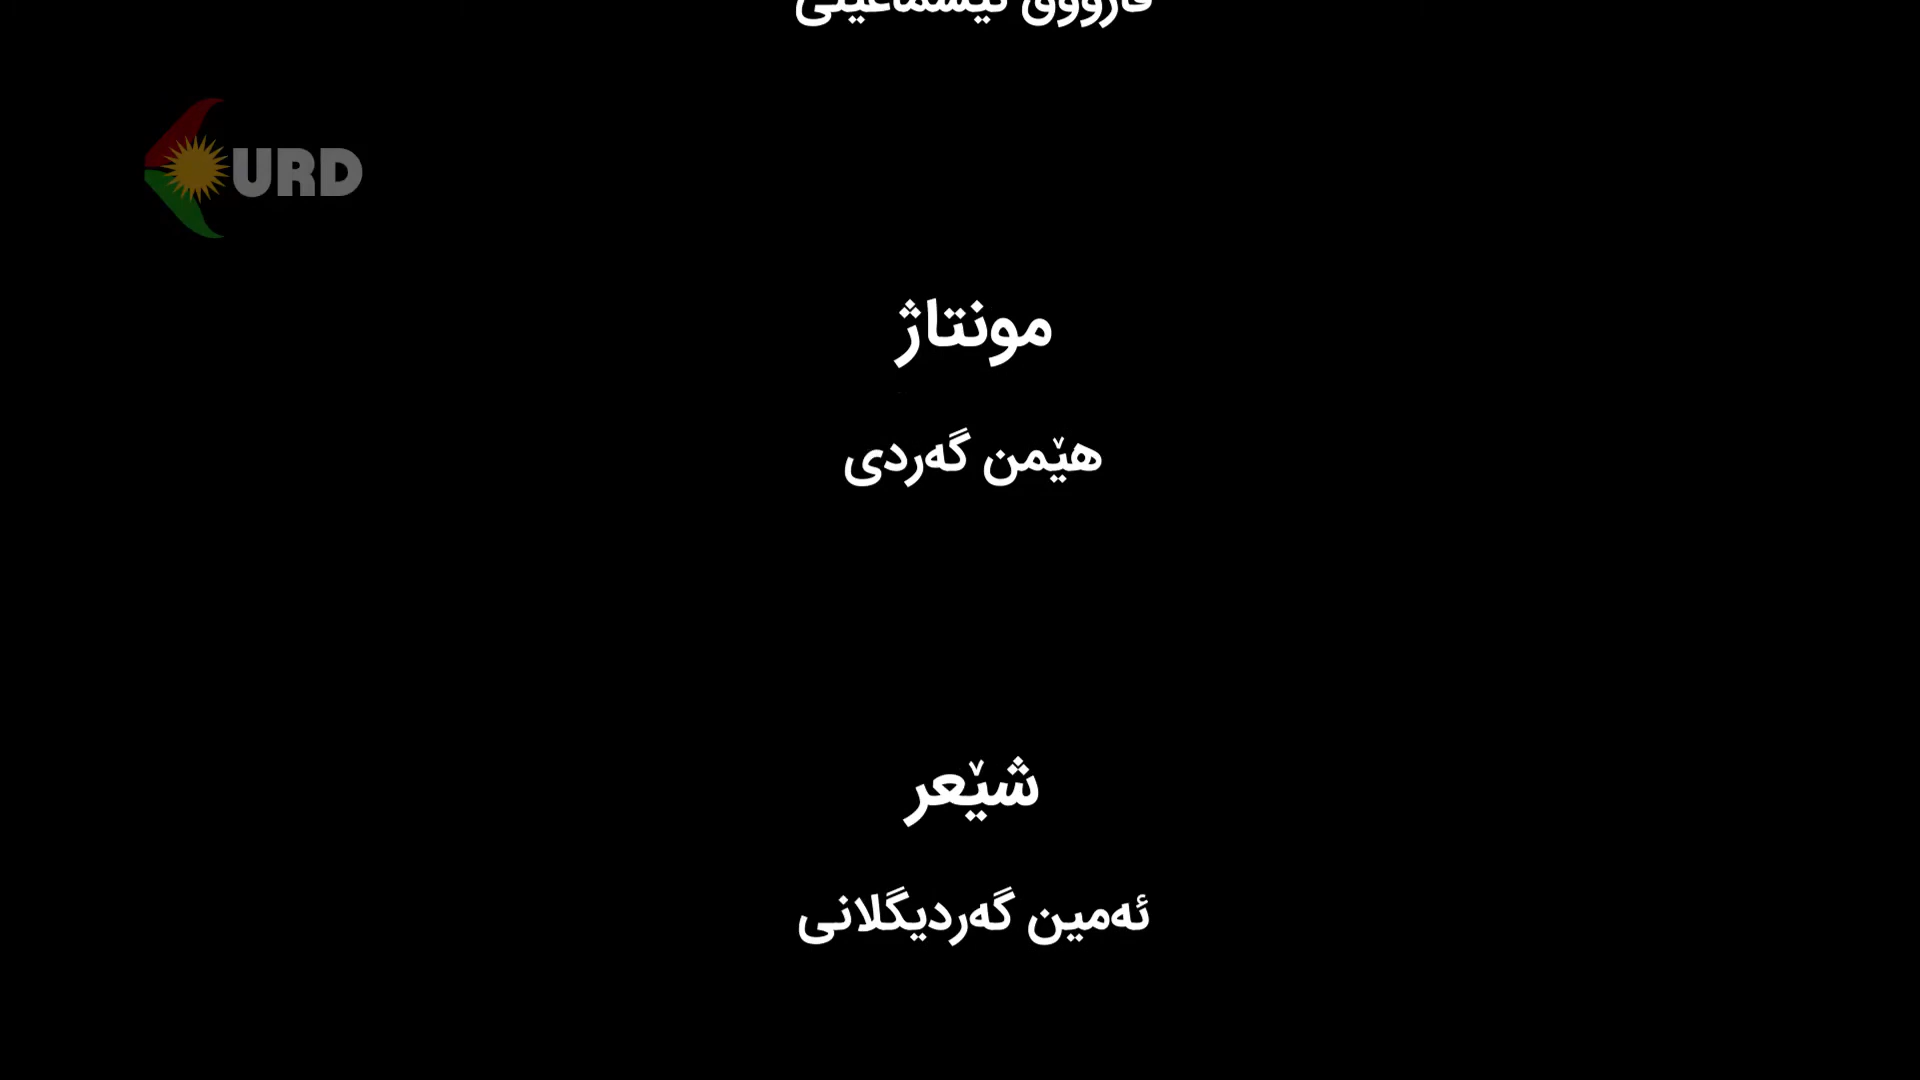 URD
مونتاژ
هێمن گەردی
شێعر
ئەمین گەردیگلانی